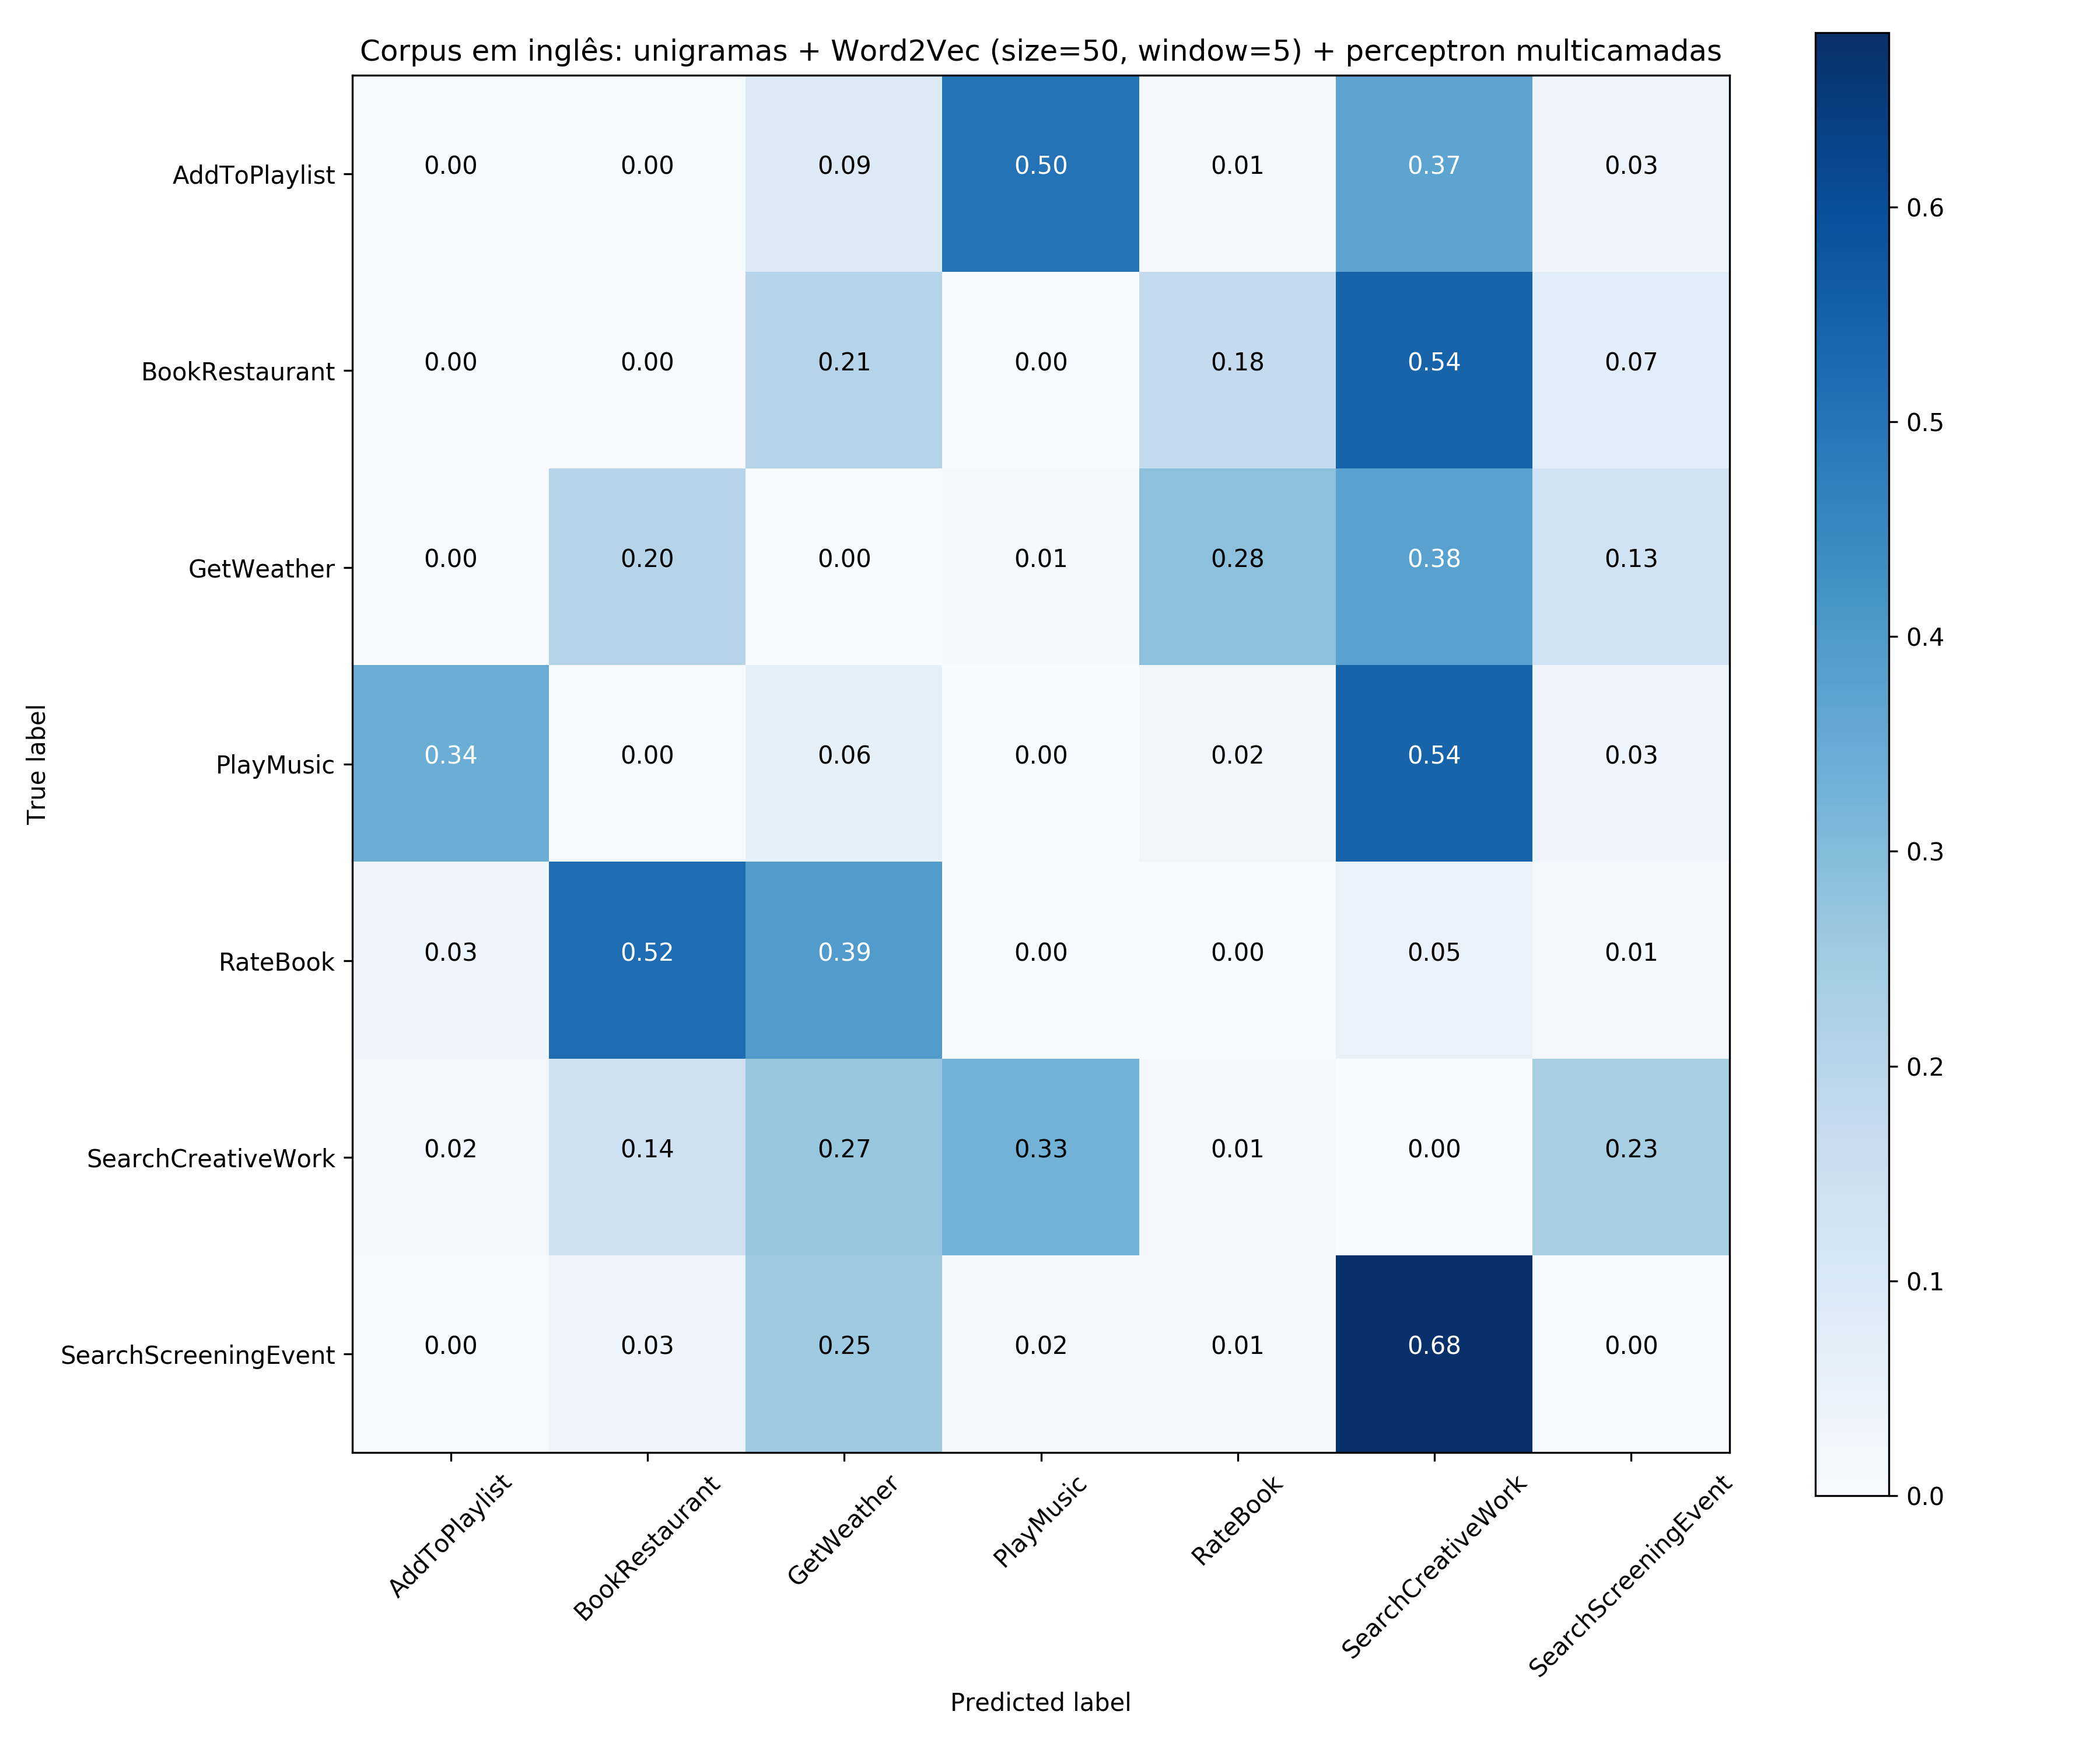 Corpus em inglês: unigramas + Word2Vec (size=50, window=5) + perceptron multicamadas
AddToPlaylist 0.00 0.00 0.09 0.50 0.01 0.37 0.03
BookRestaurant 0.00 0.00 0.21 0.00 0.18 0.54 0.07
GetWeather 0.00 0.20 0.00 0.01 0.28 0.38 0.13
PlayMusic 0.34 0.00 0.06 0.00 0.02 0.54 0.03
RateBook 0.03 0.52 0.39 0.00 0.00 0.05 0.01
SearchCreativeWork 0.02 0.14 0.27 0.33 0.01 0.00 0.23
SearchScreeningEvent 0.00 0.03 0.25 0.02 0.01 0.68 0.00
True label
AddToPlaylist BookRestaurant GetWeather PlayMusic RateBook SearchCreativeWork SearchScreeningEvent
Predicted label
0.6
0.5
0.4
0.3
0.2
0.1
0.0